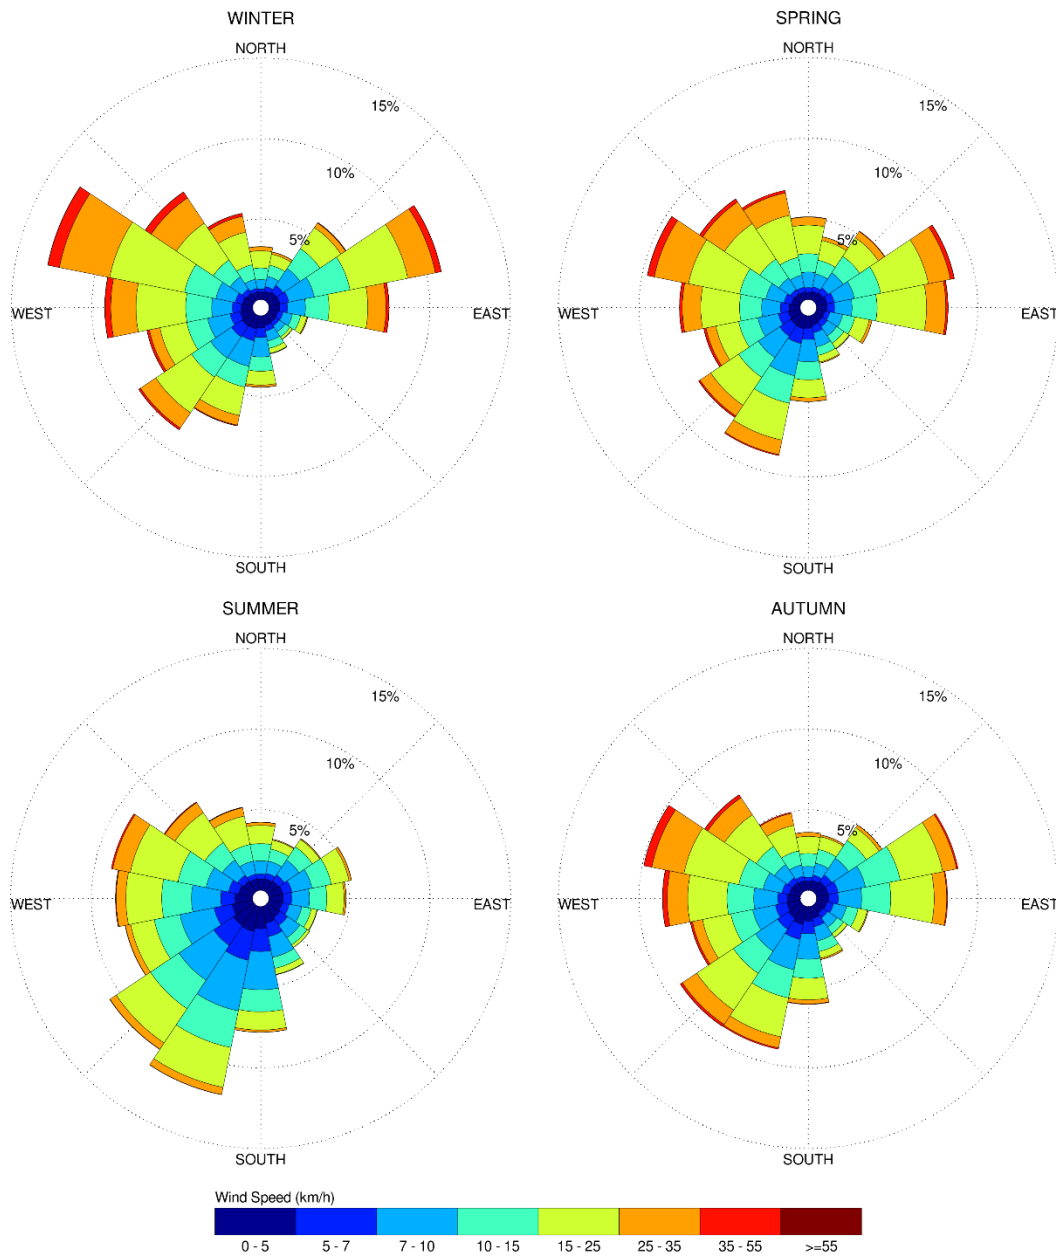 WINTER
NORTH
15%
10%
5%
WEST
EAST
SOUTH
SPRING
NORTH
15%
10%
5%
WEST
EAST
SOUTH
SUMMER
NORTH
15%
10%
5%
WEST
EAST
SOUTH
AUTUMN
NORTH
15%
10%
5%
WEST
EAST
SOUTH
Wind Speed (km/h)
0 - 5 5 - 7 7 - 10 10 - 15 15 - 25 25 - 35 35 - 55 >=55